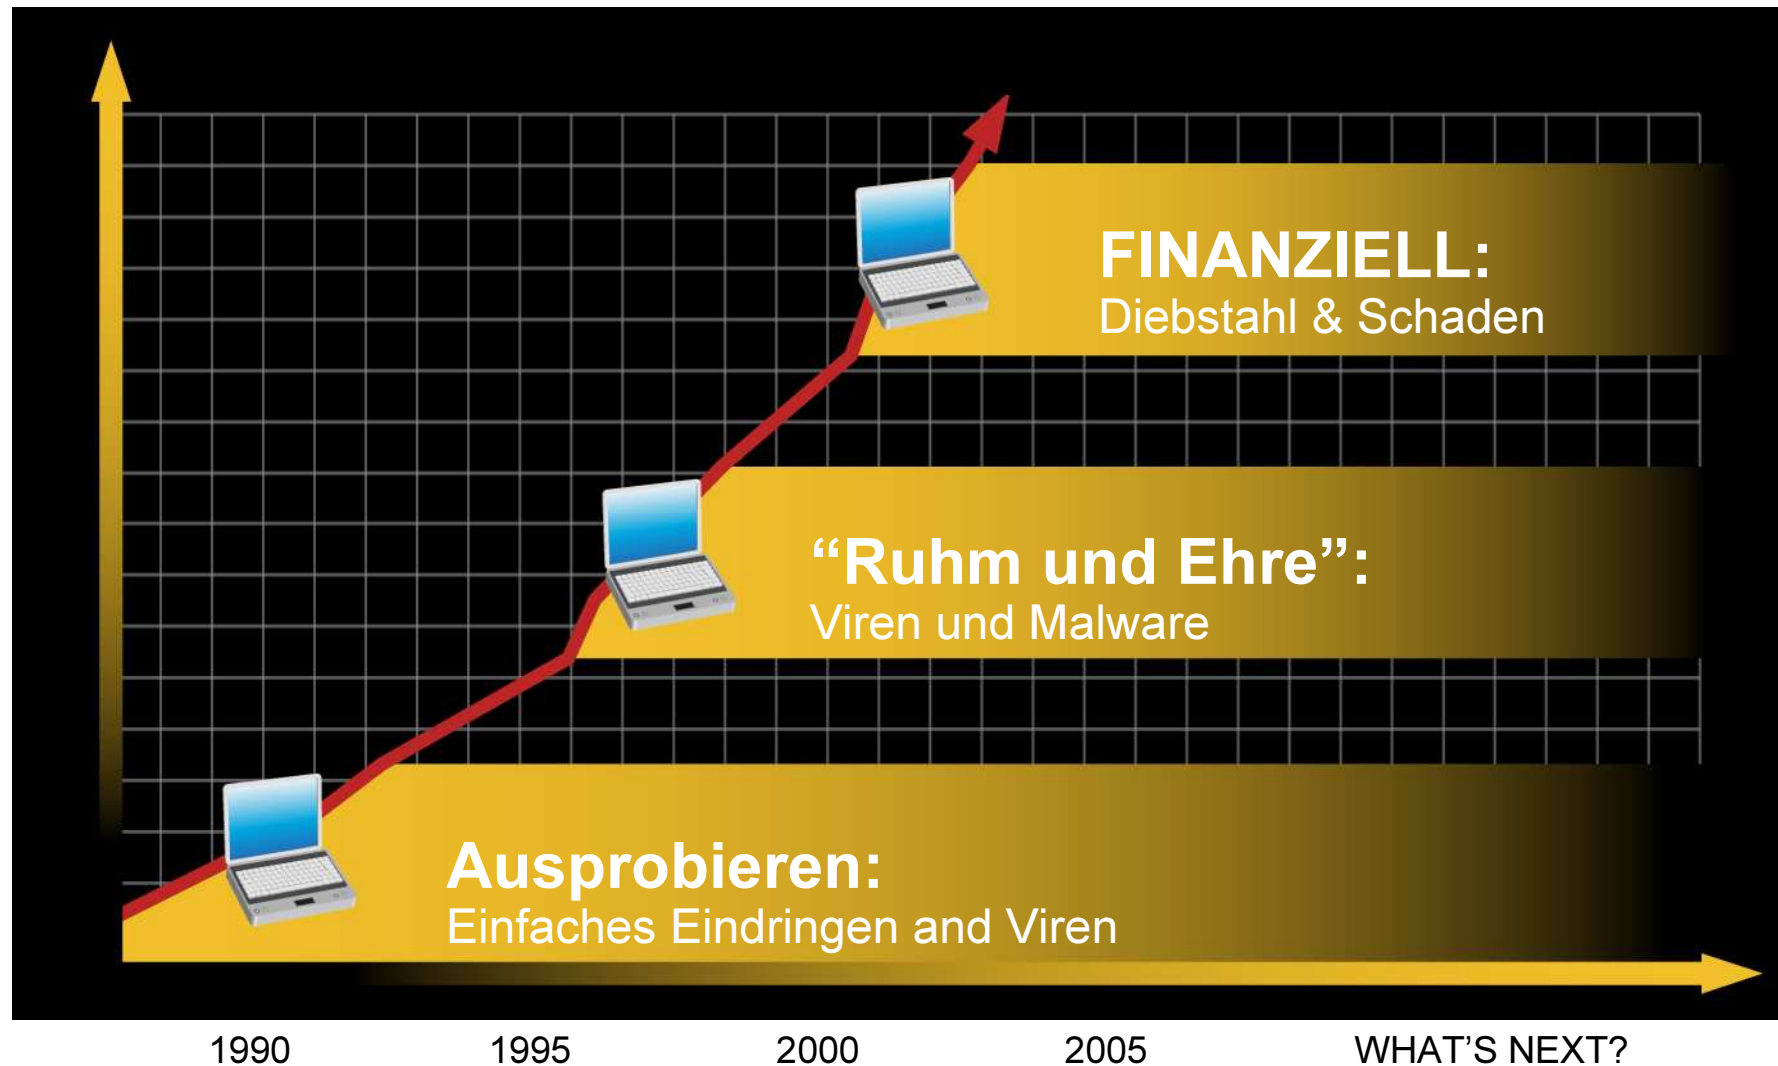 FINANZIELL:
Diebstahl & Schaden
“Ruhm und Ehre”:
Viren und Malware
Ausprobieren:
Einfaches Eindringen and Viren
1990 1995 2000 2005 WHAT’S NEXT?